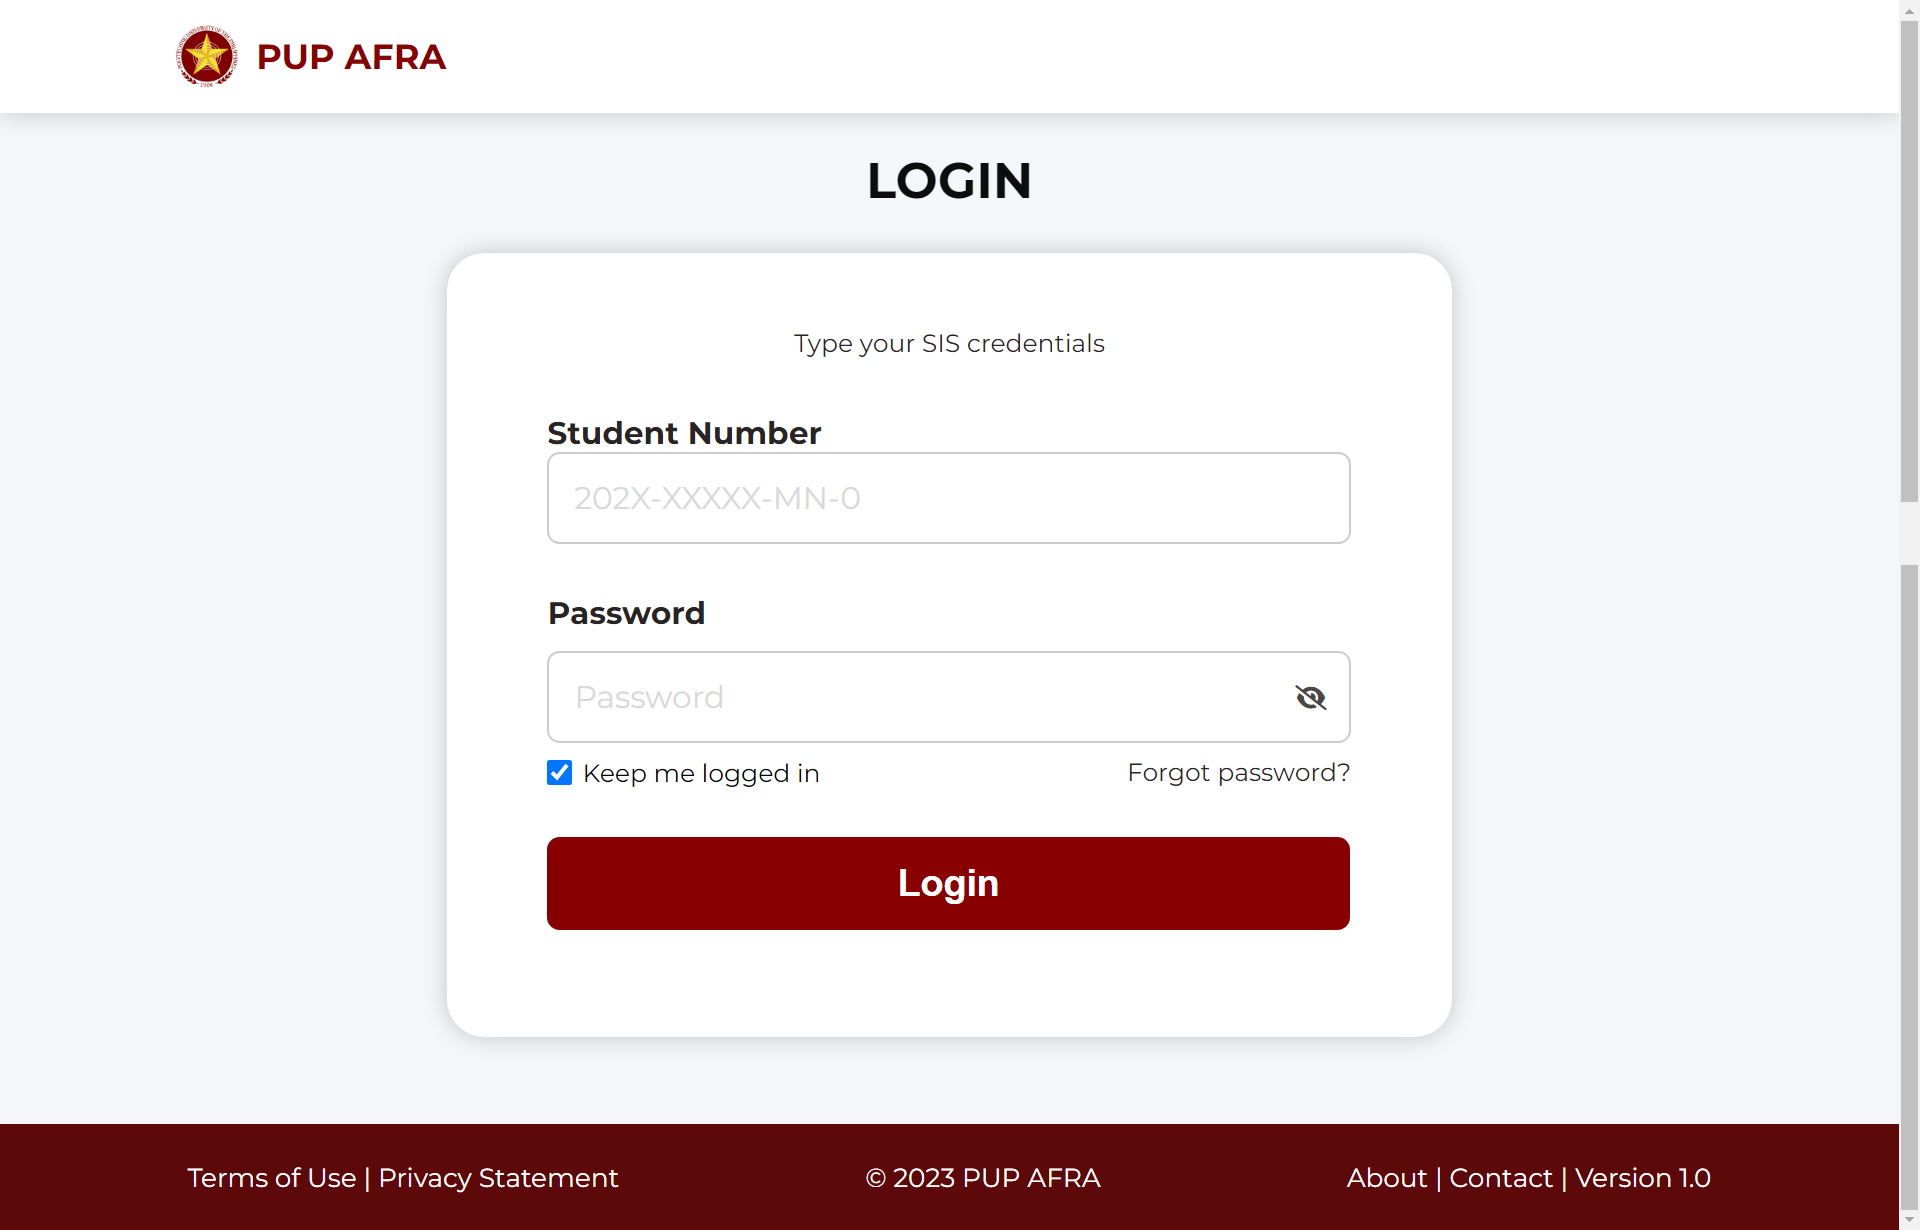 PUP AFRA
LOGIN
Type your SIS credentials
Student Number
202X-XXXXX-MN-0
Password
Password
Keep me logged in
Forgot password?
Login
Terms of Use | Privacy Statement
© 2023 PUP AFRA
About | Contact | Version 1.0